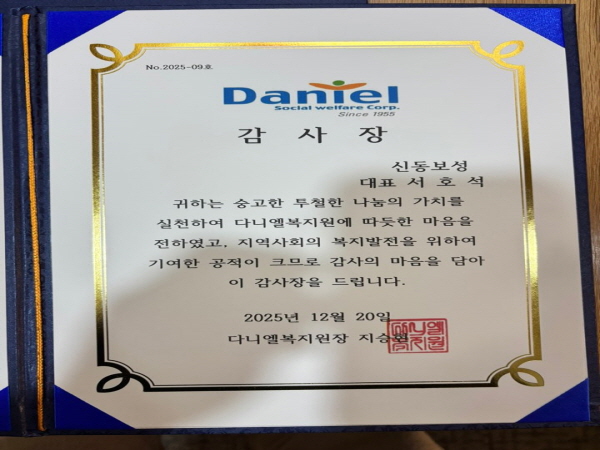 No.2025-09호
Daniel
Social welfare Corp.
Since 1955
감 사 장
신동보성
대표 서 호 석
귀하는 숭고한 투철한 나눔의 가치를
실천하여 다니엘복지원에 따듯한 마음을
전하였고, 지역사회의 복지발전을 위하여
기여한 공적이 크므로 감사의 마음을 담아
이 감사장을 드립니다.
2025년 12월 20일
다니엘복지원장 지승현